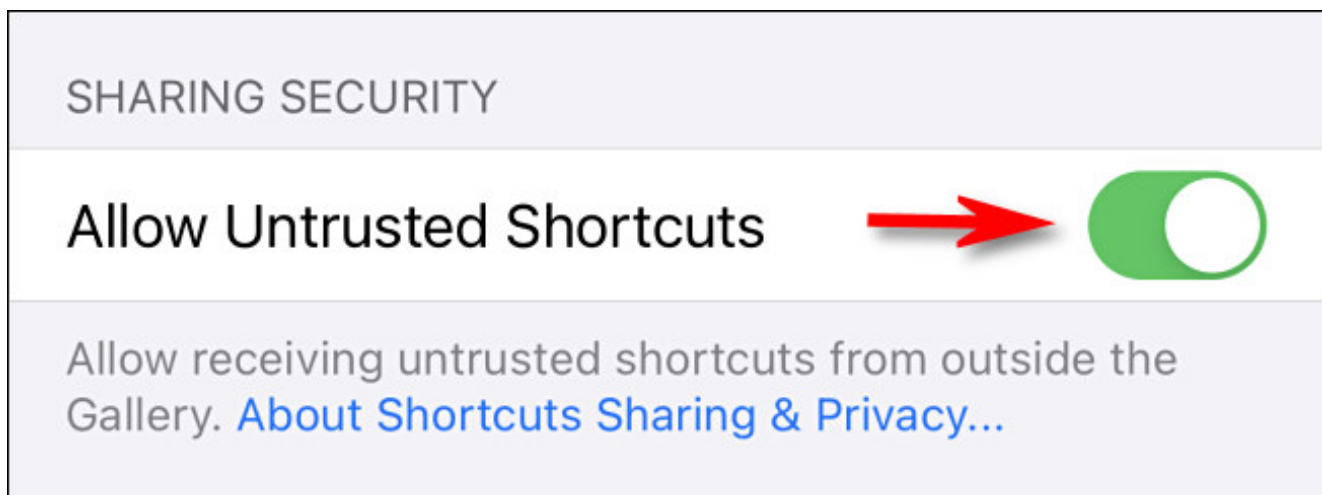 SHARING SECURITY
Allow Untrusted Shortcuts
Allow receiving untrusted shortcuts from outside the
Gallery. About Shortcuts Sharing & Privacy...